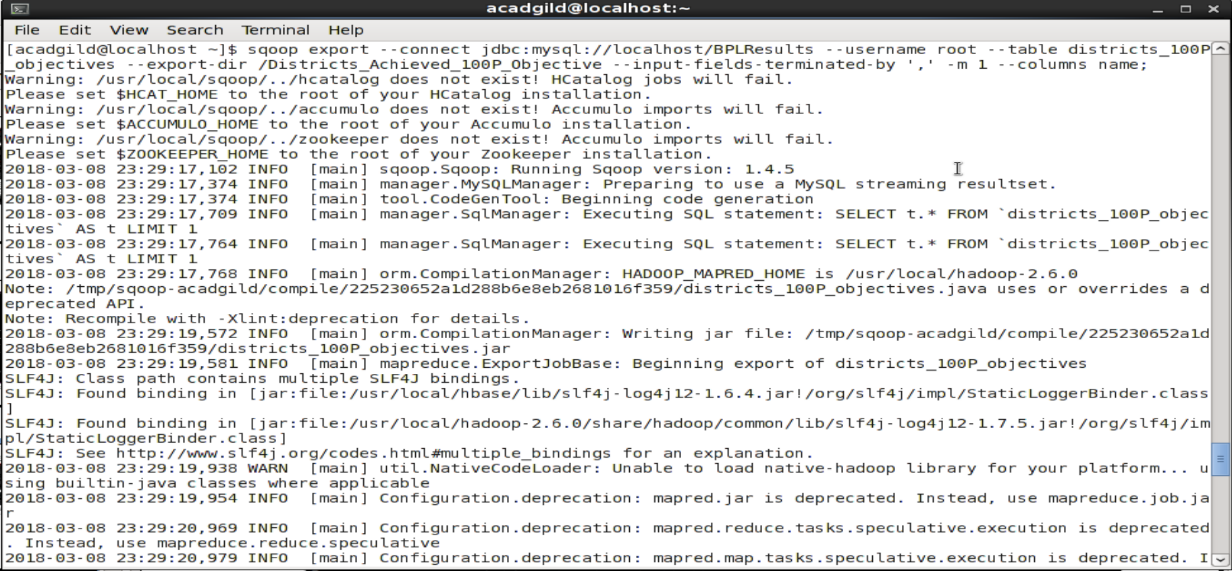 acadgild@localhost:~
File Edit View Search Terminal Help
[acadgild@localhost ~]$ sqoop export --connect jdbc:mysql://localhost/BPLResults --username root --table districts_100P
_objectives --export-dir /Districts_Achieved_100P_Objective --input-fields-terminated-by ',' -m 1 --columns name;
Warning: /usr/local/sqoop/../hcatalog does not exist! HCatalog jobs will fail.
Please set $HCAT_HOME to the root of your HCatalog installation.
Warning: /usr/local/sqoop/../accumulo does not exist! Accumulo imports will fail.
Please set $ACCUMULO_HOME to the root of your Accumulo installation.
Warning: /usr/local/sqoop/../zookeeper does not exist! Accumulo imports will fail.
Please set $ZOOKEEPER_HOME to the root of your Zookeeper installation.
2018-03-08 23:29:17,102 INFO  [main] sqoop.Sqoop: Running Sqoop version: 1.4.5
2018-03-08 23:29:17,374 INFO  [main] manager.MySQLManager: Preparing to use a MySQL streaming resultset.
2018-03-08 23:29:17,374 INFO  [main] tool.CodeGenTool: Beginning code generation
2018-03-08 23:29:17,709 INFO  [main] manager.SqlManager: Executing SQL statement: SELECT t.* FROM `districts_100P_objec
tives` AS t LIMIT 1
2018-03-08 23:29:17,764 INFO  [main] manager.SqlManager: Executing SQL statement: SELECT t.* FROM `districts_100P_objec
tives` AS t LIMIT 1
2018-03-08 23:29:17,768 INFO  [main] orm.CompilationManager: HADOOP_MAPRED_HOME is /usr/local/hadoop-2.6.0
Note: /tmp/sqoop-acadgild/compile/225230652a1d288b6e8eb2681016f359/districts_100P_objectives.java uses or overrides a d
eprecated API.
Note: Recompile with -Xlint:deprecation for details.
2018-03-08 23:29:19,572 INFO  [main] orm.CompilationManager: Writing jar file: /tmp/sqoop-acadgild/compile/225230652a1d
288b6e8eb2681016f359/districts_100P_objectives.jar
2018-03-08 23:29:19,581 INFO  [main] mapreduce.ExportJobBase: Beginning export of districts_100P_objectives
SLF4J: Class path contains multiple SLF4J bindings.
SLF4J: Found binding in [jar:file:/usr/local/hbase/lib/slf4j-log4j12-1.6.4.jar!/org/slf4j/impl/StaticLoggerBinder.class
]
SLF4J: Found binding in [jar:file:/usr/local/hadoop-2.6.0/share/hadoop/common/lib/slf4j-log4j12-1.7.5.jar!/org/slf4j/im
pl/StaticLoggerBinder.class]
SLF4J: See http://www.slf4j.org/codes.html#multiple_bindings for an explanation.
2018-03-08 23:29:19,938 WARN  [main] util.NativeCodeLoader: Unable to load native-hadoop library for your platform... u
sing builtin-java classes where applicable
2018-03-08 23:29:19,954 INFO  [main] Configuration.deprecation: mapred.jar is deprecated. Instead, use mapreduce.job.ja
r
2018-03-08 23:29:20,969 INFO  [main] Configuration.deprecation: mapred.reduce.tasks.speculative.execution is deprecated
. Instead, use mapreduce.reduce.speculative
2018-03-08 23:29:20,979 INFO  [main] Configuration.deprecation: mapred.map.tasks.speculative.execution is deprecated. I